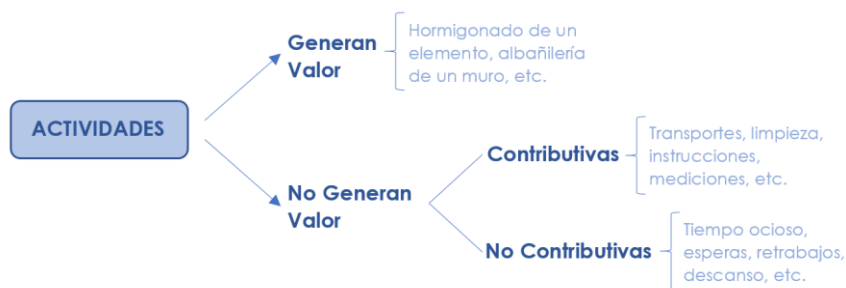 ACTIVIDADES
Generan
Valor
Hormigonado de un
elemento, albañilería
de un muro, etc.
No Generan
Valor
Contributivas
Transportes, limpieza,
instrucciones,
mediciones, etc.
No Contributivas
Tiempo ocioso,
esperas, retrabajos,
descanso, etc.